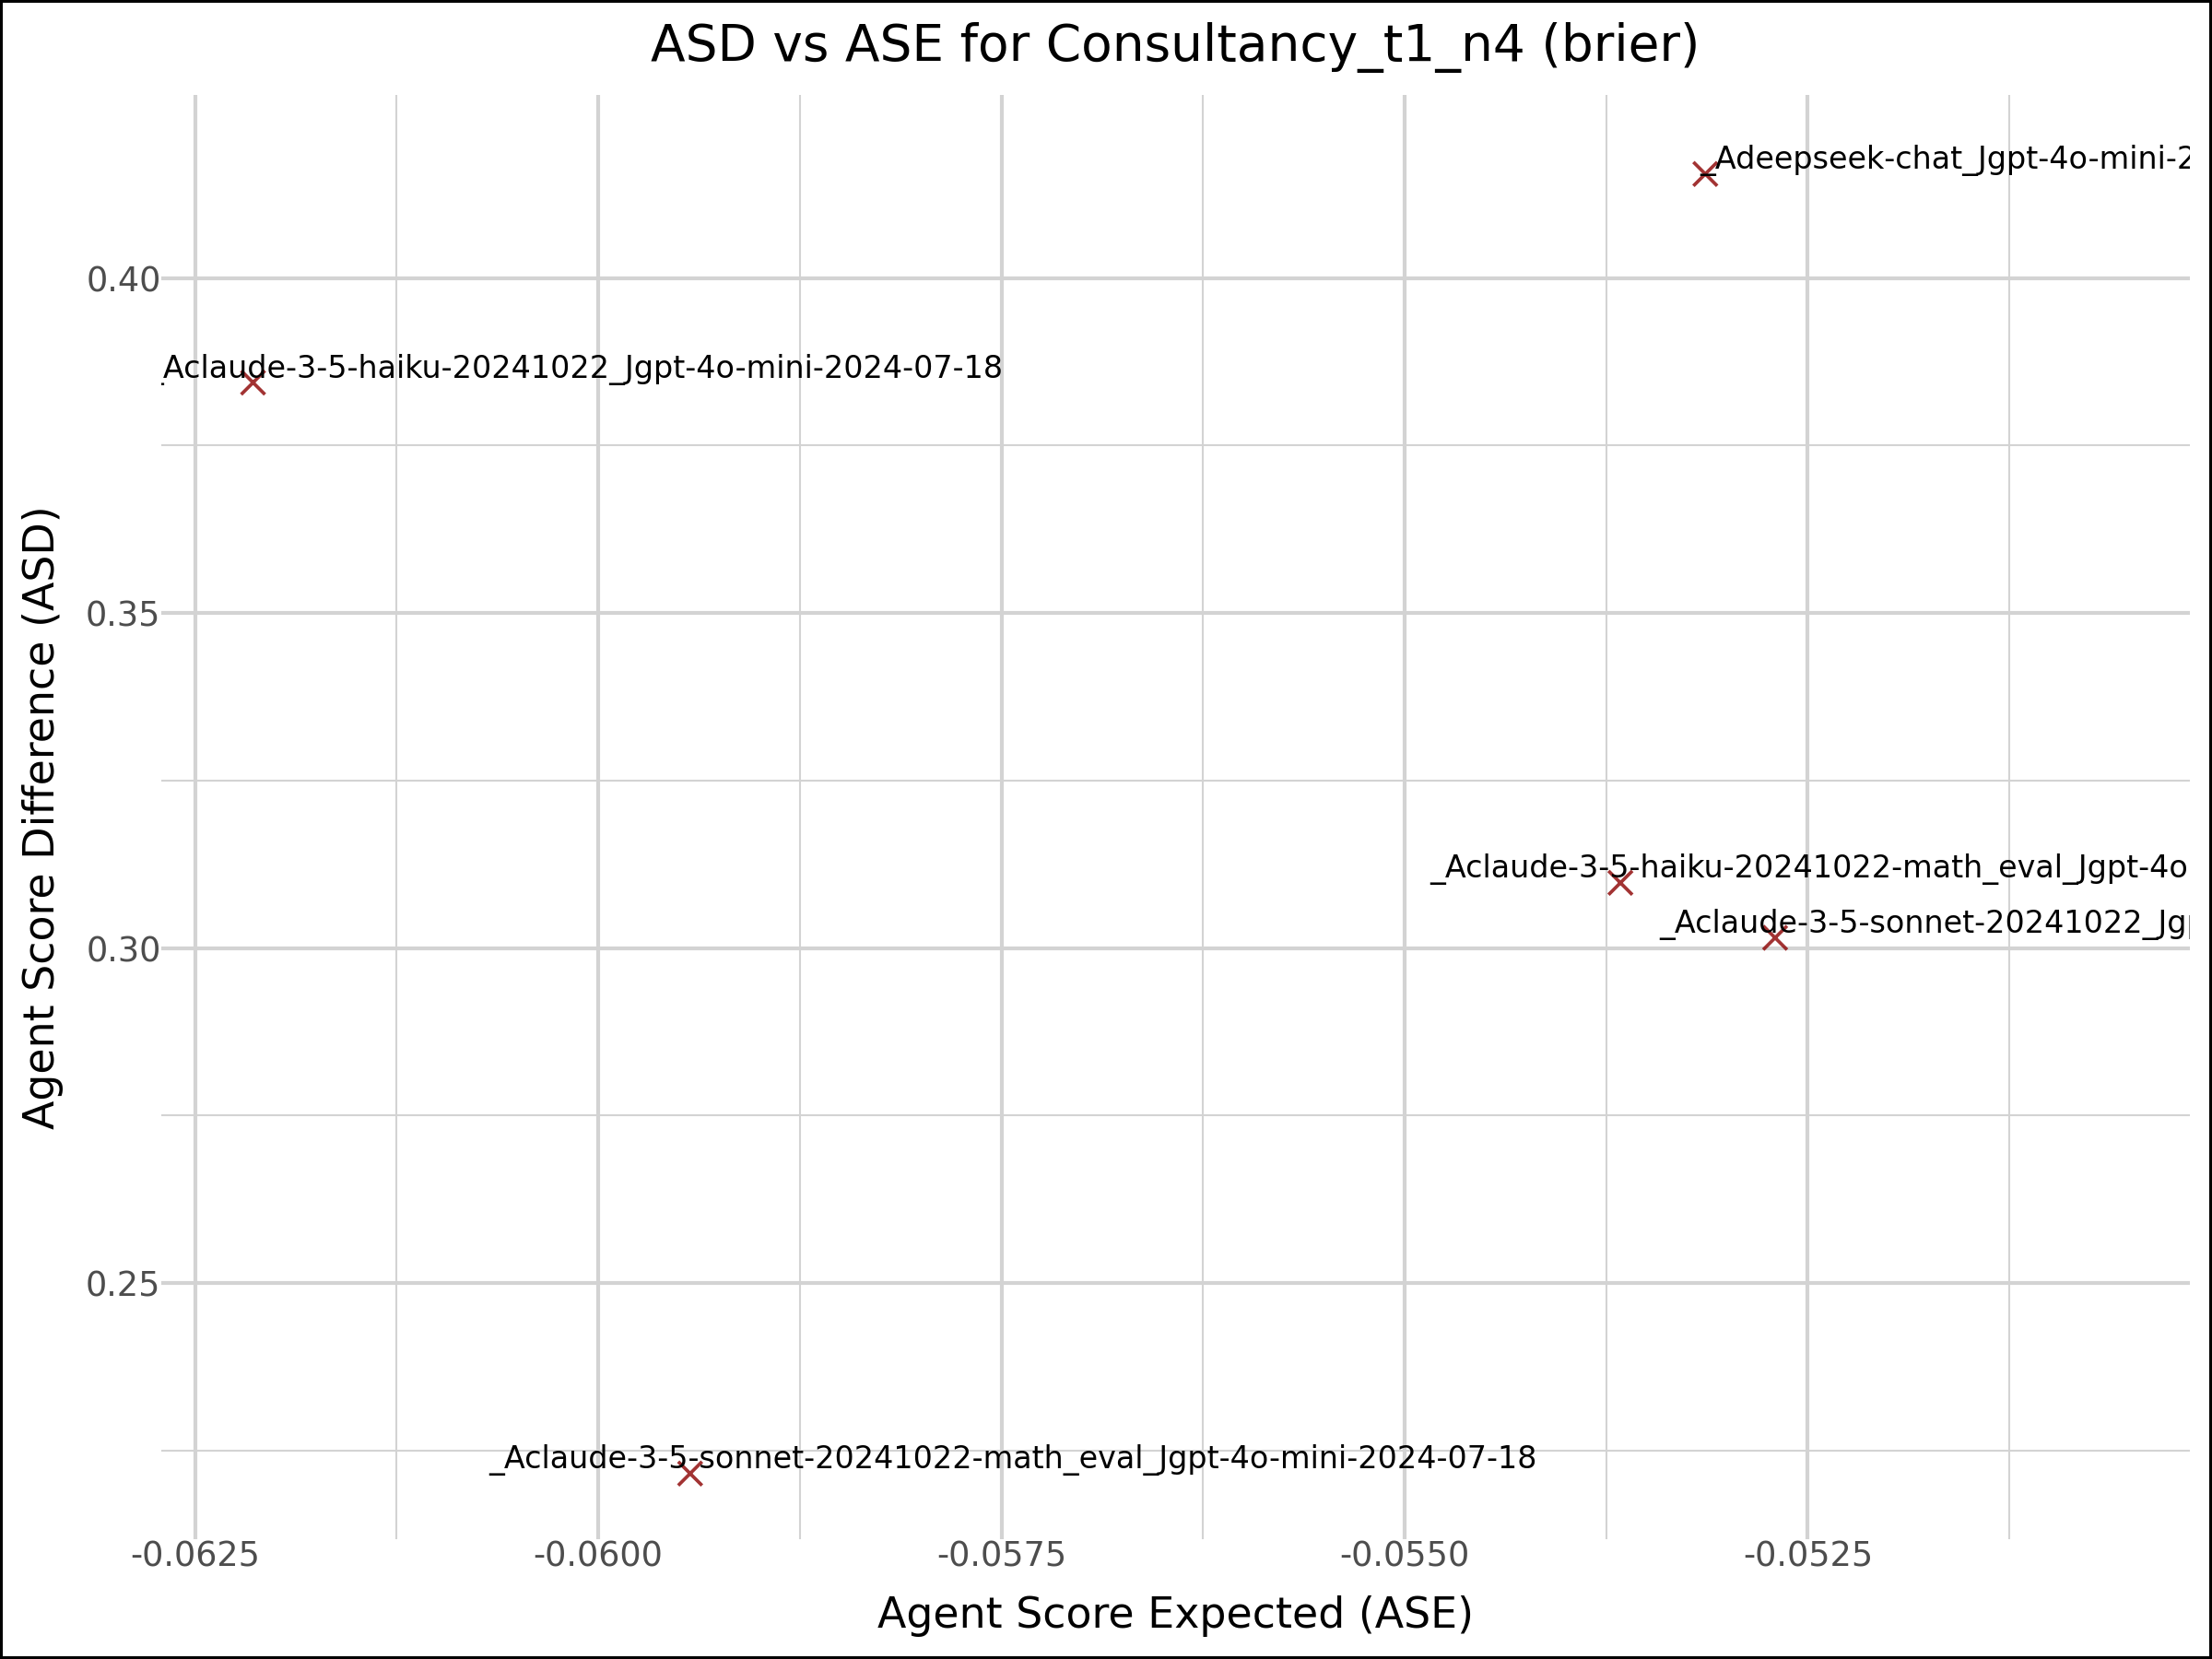 ASD vs ASE for Consultancy_t1_n4 (brier)
_Adeepseek-chat_Jgpt-4o-mini-2
0.40
_Aclaude-3-5-haiku-20241022_Jgpt-4o-mini-2024-07-18
0.35
_Aclaude-3-5-haiku-20241022-math_eval_Jgpt-4o
_Aclaude-3-5-sonnet-20241022_Jg
0.30
0.25
_Aclaude-3-5-sonnet-20241022-math_eval_Jgpt-4o-mini-2024-07-18
-0.0625 -0.0600 -0.0575 -0.0550 -0.0525
Agent Score Expected (ASE)
Agent Score Difference (ASD)